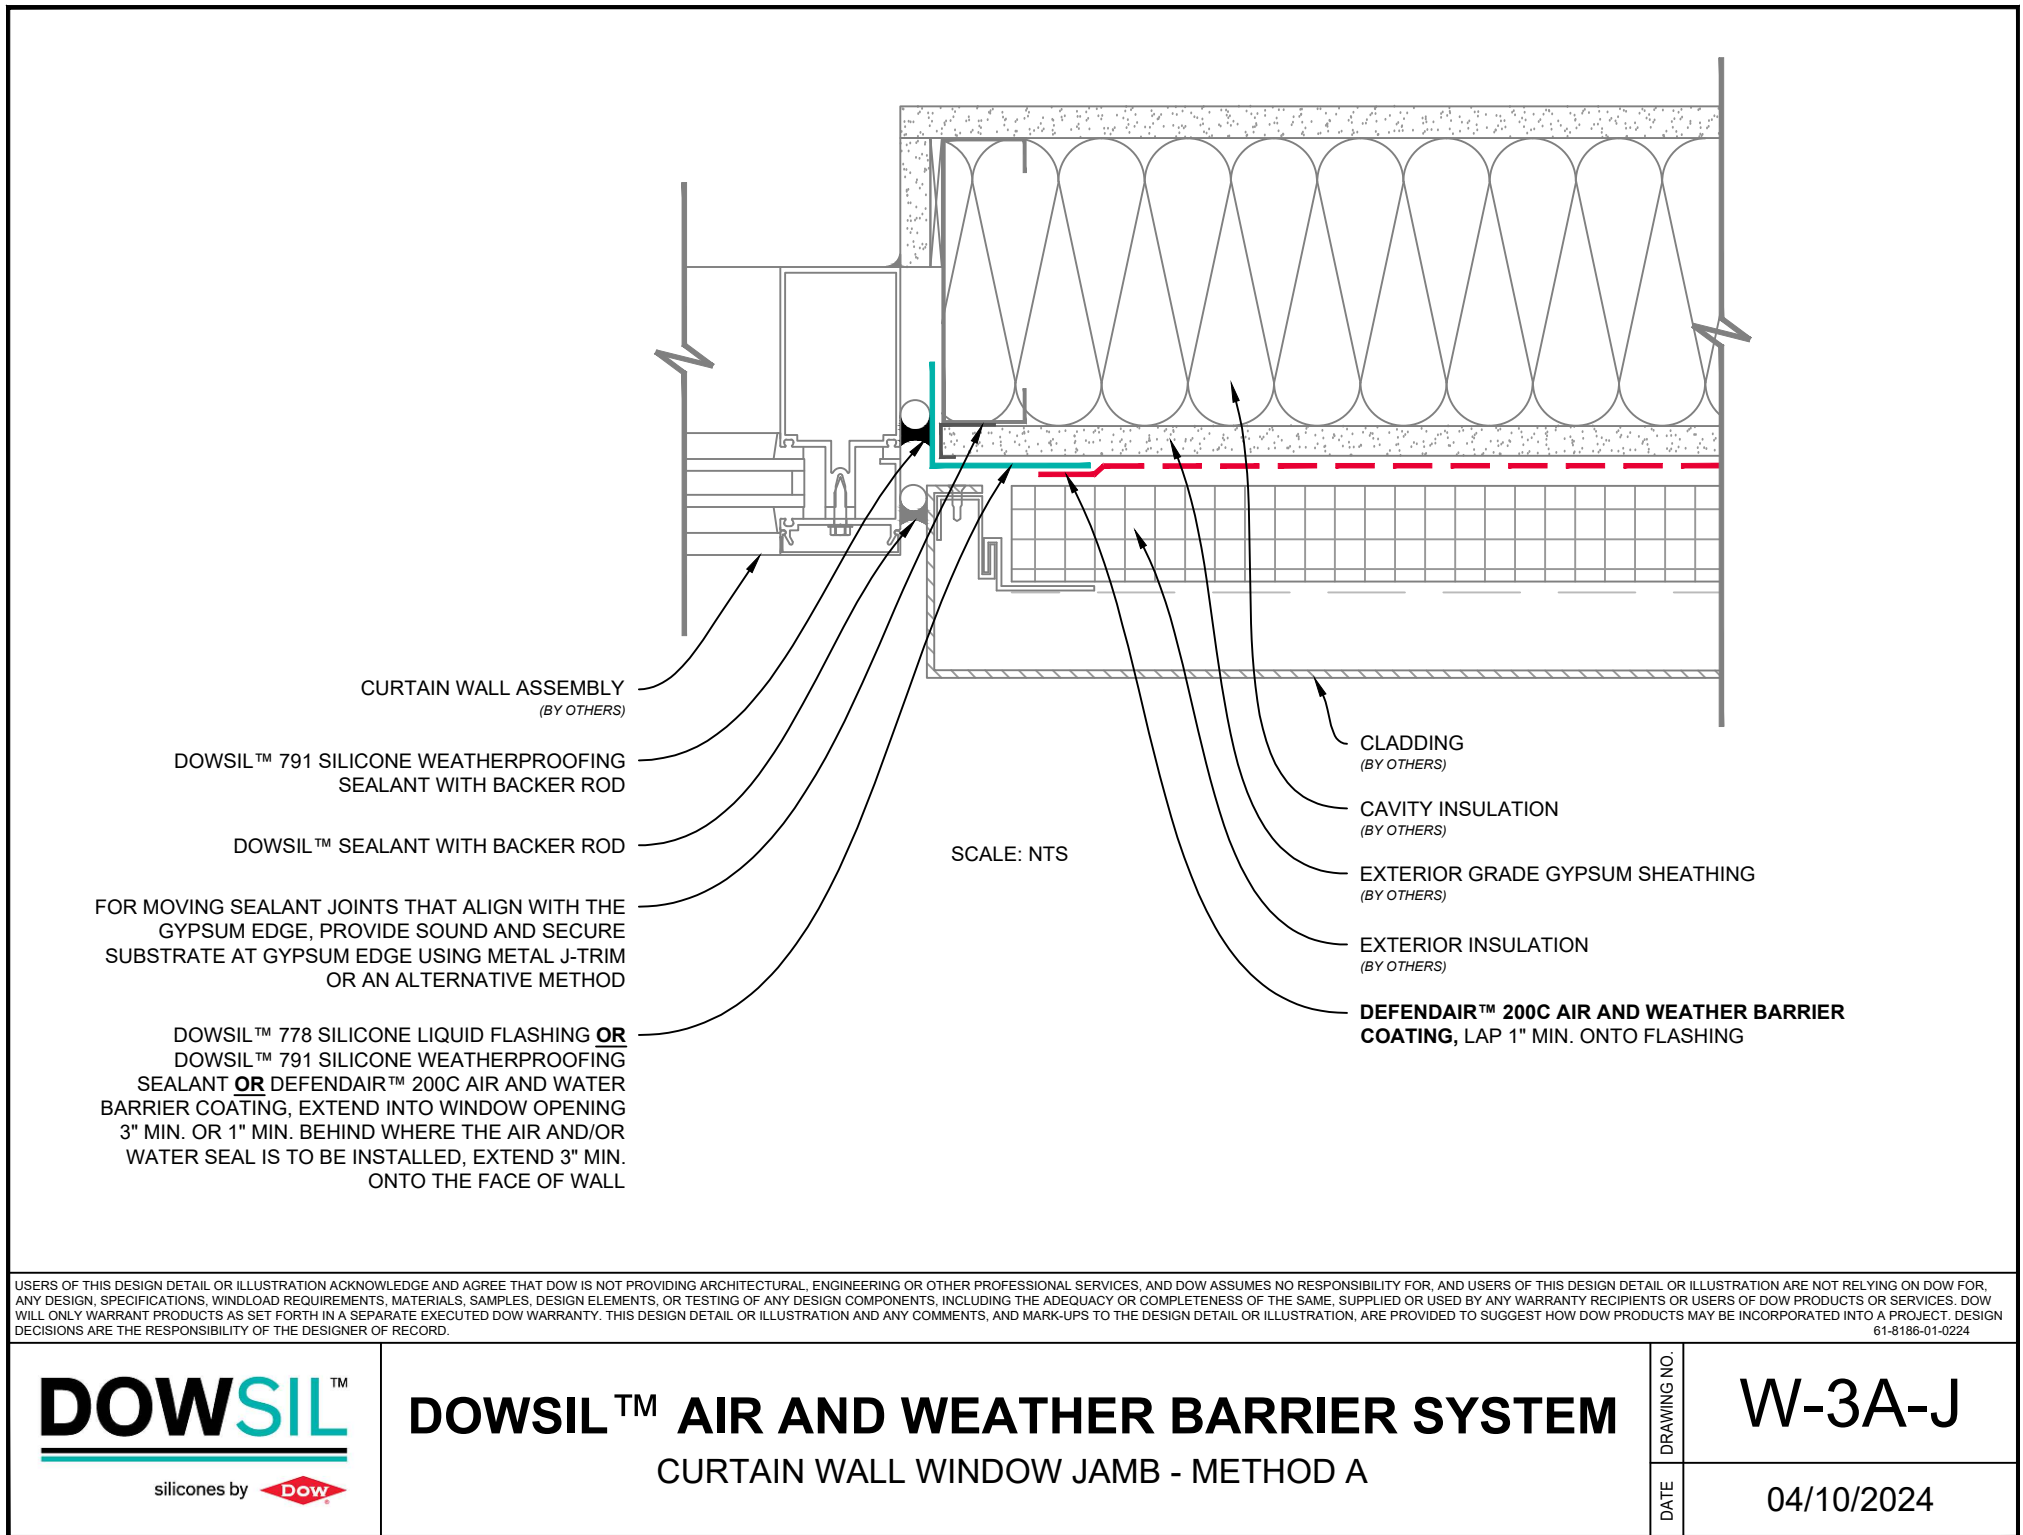 CURTAIN WALL ASSEMBLY
(BY OTHERS)
DOWSIL™ 791 SILICONE WEATHERPROOFING
SEALANT WITH BACKER ROD
DOWSIL™ SEALANT WITH BACKER ROD
FOR MOVING SEALANT JOINTS THAT ALIGN WITH THE
GYPSUM EDGE, PROVIDE SOUND AND SECURE
SUBSTRATE AT GYPSUM EDGE USING METAL J-TRIM
OR AN ALTERNATIVE METHOD
DOWSIL™ 778 SILICONE LIQUID FLASHING OR
DOWSIL™ 791 SILICONE WEATHERPROOFING
SEALANT OR DEFENDAIR™ 200C AIR AND WATER
BARRIER COATING, EXTEND INTO WINDOW OPENING
3" MIN. OR 1" MIN. BEHIND WHERE THE AIR AND/OR
WATER SEAL IS TO BE INSTALLED, EXTEND 3" MIN.
ONTO THE FACE OF WALL
SCALE: NTS
CLADDING
(BY OTHERS)
CAVITY INSULATION
(BY OTHERS)
EXTERIOR GRADE GYPSUM SHEATHING
(BY OTHERS)
EXTERIOR INSULATION
(BY OTHERS)
DEFENDAIR™ 200C AIR AND WEATHER BARRIER
COATING, LAP 1" MIN. ONTO FLASHING
USERS OF THIS DESIGN DETAIL OR ILLUSTRATION ACKNOWLEDGE AND AGREE THAT DOW IS NOT PROVIDING ARCHITECTURAL, ENGINEERING OR OTHER PROFESSIONAL SERVICES, AND DOW ASSUMES NO RESPONSIBILITY FOR, AND USERS OF THIS DESIGN DETAIL OR ILLUSTRATION ARE NOT RELYING ON DOW FOR,
ANY DESIGN, SPECIFICATIONS, WINDLOAD REQUIREMENTS, MATERIALS, SAMPLES, DESIGN ELEMENTS, OR TESTING OF ANY DESIGN COMPONENTS, INCLUDING THE ADEQUACY OR COMPLETENESS OF THE SAME, SUPPLIED OR USED BY ANY WARRANTY RECIPIENTS OR USERS OF DOW PRODUCTS OR SERVICES. DOW
WILL ONLY WARRANT PRODUCTS AS SET FORTH IN A SEPARATE EXECUTED DOW WARRANTY. THIS DESIGN DETAIL OR ILLUSTRATION AND ANY COMMENTS, AND MARK-UPS TO THE DESIGN DETAIL OR ILLUSTRATION, ARE PROVIDED TO SUGGEST HOW DOW PRODUCTS MAY BE INCORPORATED INTO A PROJECT. DESIGN
DECISIONS ARE THE RESPONSIBILITY OF THE DESIGNER OF RECORD.
61-8186-01-0224
DOWSIL™
silicones by Dow
DOWSIL™ AIR AND WEATHER BARRIER SYSTEM
CURTAIN WALL WINDOW JAMB - METHOD A
DRAWING NO.
W-3A-J
DATE
04/10/2024